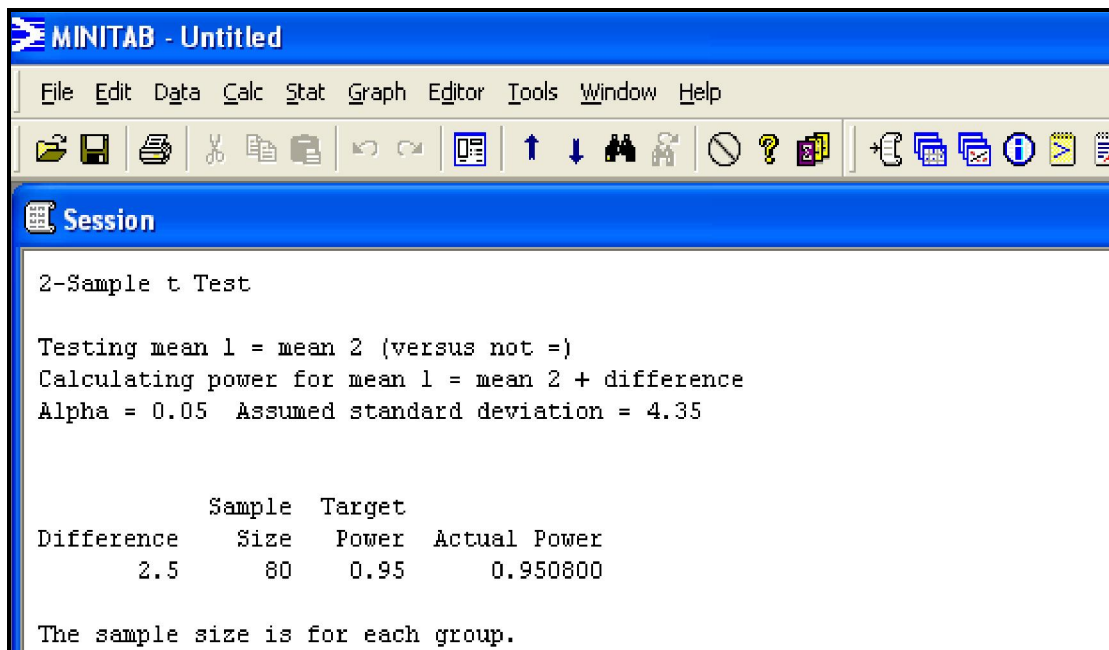 MINITAB - Untitled
File Edit Data Calc Stat Graph Editor Tools Window Help
Session
2-Sample t Test
Testing mean 1 = mean 2 (versus not =)
Calculating power for mean 1 = mean 2 + difference
Alpha = 0.05 Assumed standard deviation = 4.35
Sample Target
Difference Size Power Actual Power
2.5 80 0.95 0.950800
The sample size is for each group.